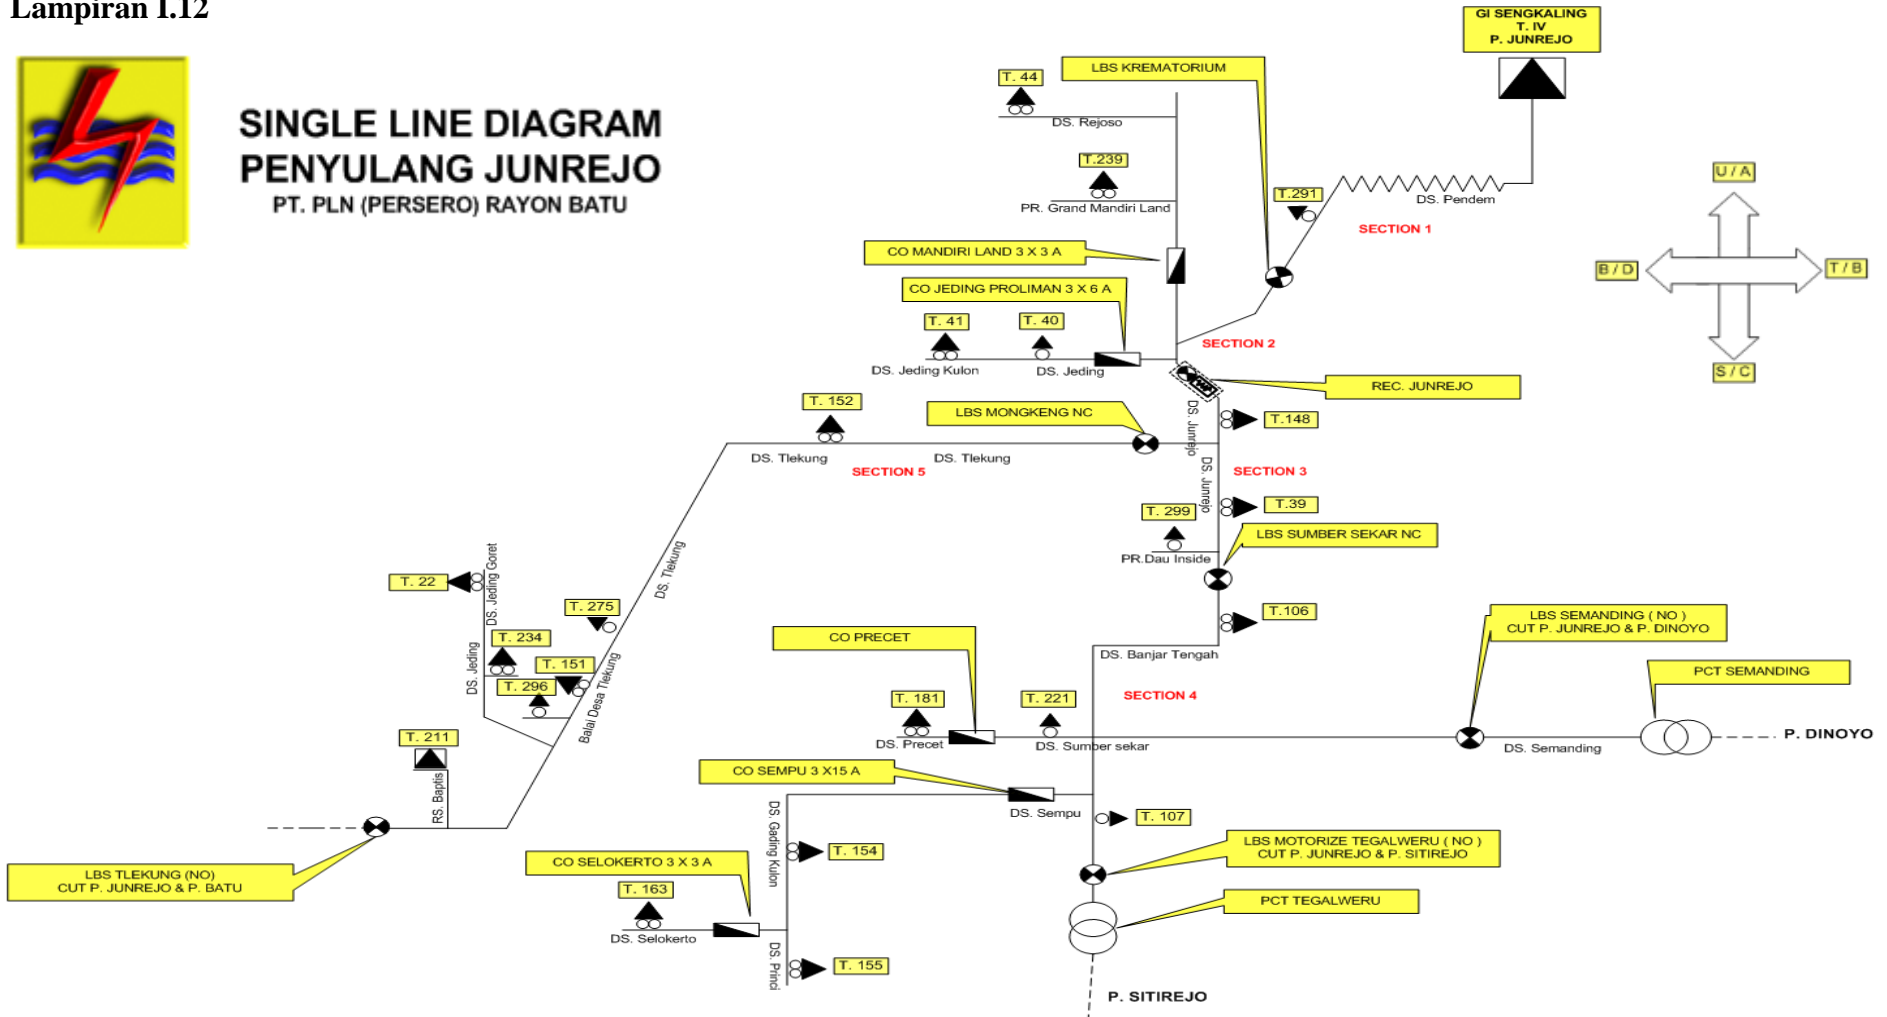 Lampiran I.12
SINGLE LINE DIAGRAM
PENYULANG JUNREJO
PT. PLN (PERSERO) RAYON BATU
GI SENGKALING
T. IV
P. JUNREJO
LBS KREMATORIUM
T. 44
DS. Rejoso
T.239
PR. Grand Mandiri Land
T.291
DS. Pendem
SECTION 1
U / A
B / D
T / B
S / C
CO MANDIRI LAND 3 X 3 A
CO JEDING PROLIMAN 3 X 6 A
T. 41
T. 40
DS. Jeding Kulon
DS. Jeding
SECTION 2
REC. JUNREJO
T. 152
LBS MONGKENG NC
DS. Junrejo
T.148
DS. Tlekung
DS. Tlekung
SECTION 5
DS. Junrejo
SECTION 3
T.39
T. 299
PR.Dau Inside
LBS SUMBER SEKAR NC
DS. Tlekung
T. 22
DS. Jeding Goret
T. 275
T.106
T. 234
DS. Jeding
T. 151
T. 296
Balai Desa Tlekung
CO PRECET
DS. Banjar Tengah
SECTION 4
LBS SEMANDING ( NO )
CUT P. JUNREJO & P. DINOYO
PCT SEMANDING
T. 181
T. 221
DS. Precet
DS. Sumber sekar
DS. Semanding
P. DINOYO
T. 211
RS. Baptis
CO SEMPU 3 X15 A
DS. Sempu
T. 107
DS. Gading Kulon
T. 154
LBS MOTORIZE TEGALWERU ( NO )
CUT P. JUNREJO & P. SITIREJO
LBS TLEKUNG (NO)
CUT P. JUNREJO & P. BATU
CO SELOKERTO 3 X 3 A
T. 163
DS. Selokerto
PCT TEGALWERU
DS. Princi
T. 155
P. SITIREJO